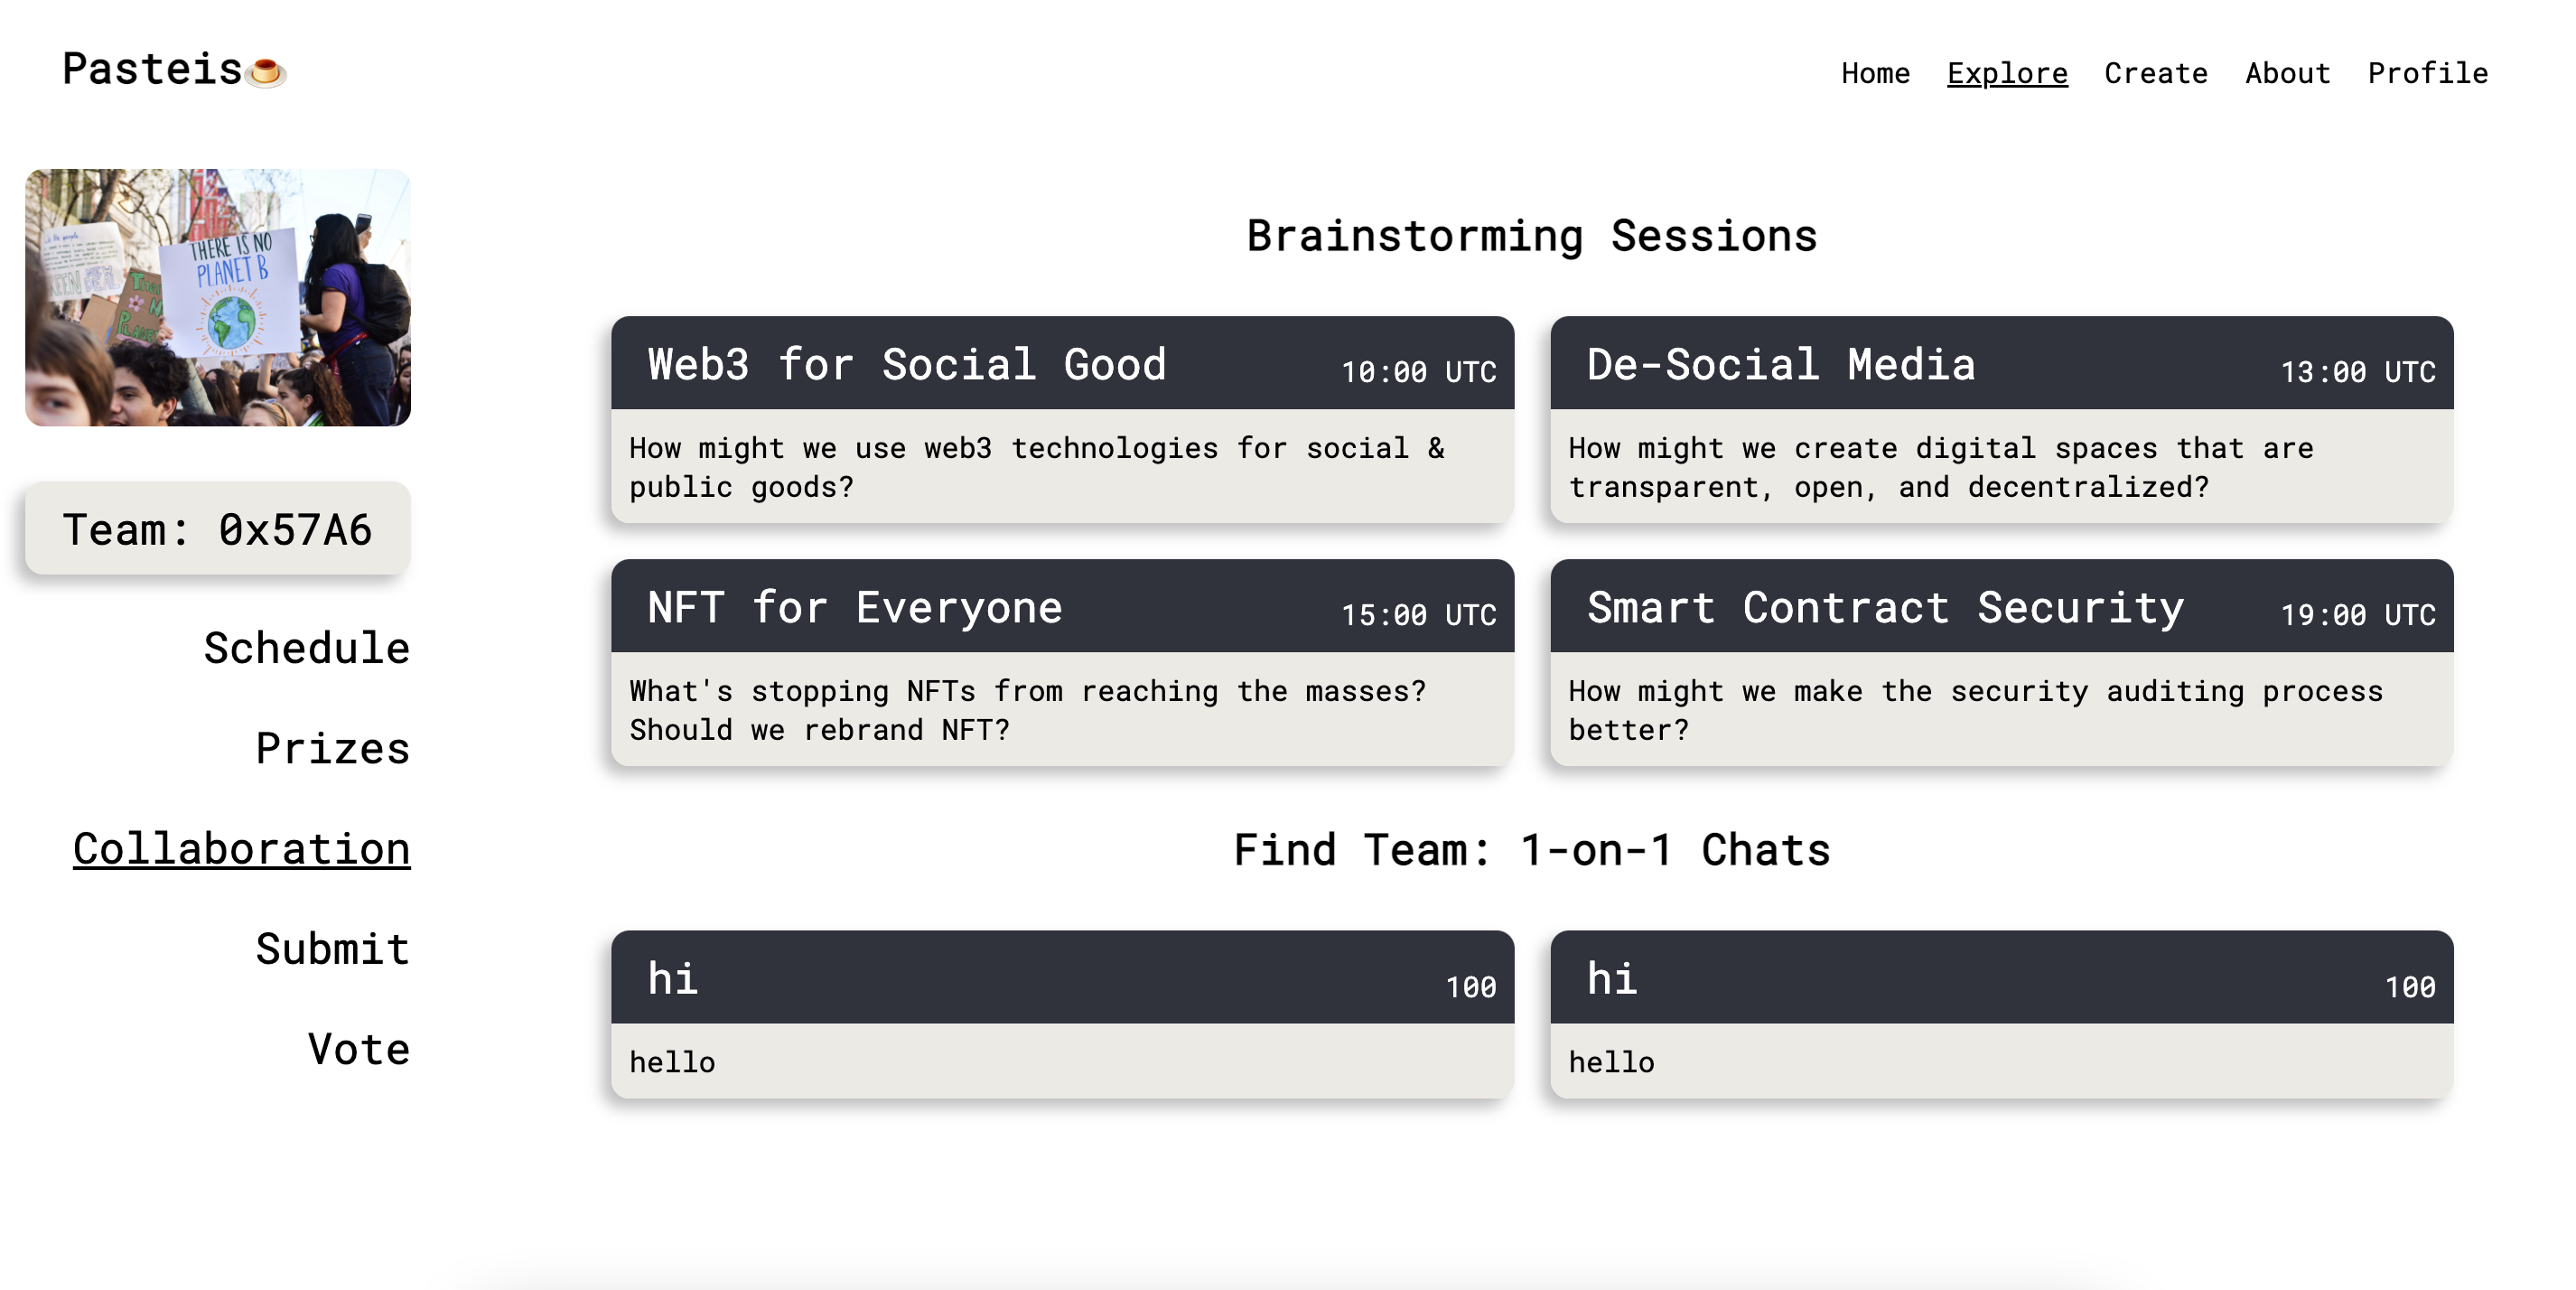 Pasteis
Home Explore Create About Profile
THERE IS NO
PLANET B
Team: 0x57A6
Schedule
Prizes
Collaboration
Submit
Vote
Brainstorming Sessions
Web3 for Social Good 10:00 UTC
How might we use web3 technologies for social &
public goods?
De-Social Media 13:00 UTC
How might we create digital spaces that are
transparent, open, and decentralized?
NFT for Everyone 15:00 UTC
What's stopping NFTs from reaching the masses?
Should we rebrand NFT?
Smart Contract Security 19:00 UTC
How might we make the security auditing process
better?
Find Team: 1-on-1 Chats
hi 100
hello
hi 100
hello